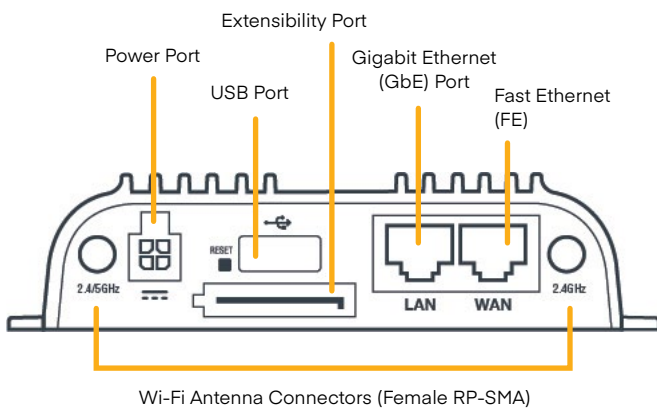 Extensibility Port
Power Port
Gigabit Ethernet
(GbE) Port
USB Port
Fast Ethernet
(FE)
RESET
2.4/5GHz
2.4GHz
LAN
WAN
Wi-Fi Antenna Connectors (Female RP-SMA)